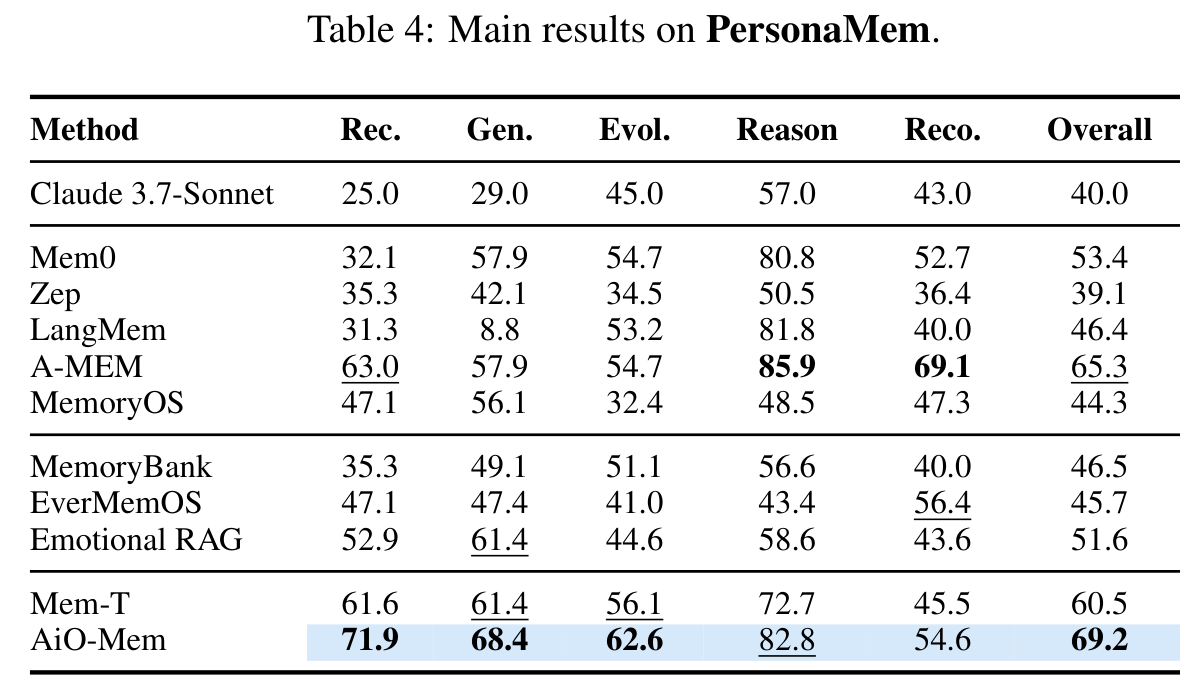 Table 4: Main results on PersonaMem.
Method Rec. Gen. Evol. Reason Reco. Overall
Claude 3.7-Sonnet 25.0 29.0 45.0 57.0 43.0 40.0
Mem0 32.1 57.9 54.7 80.8 52.7 53.4
Zep 35.3 42.1 34.5 50.5 36.4 39.1
LangMem 31.3 8.8 53.2 81.8 40.0 46.4
A-MEM 63.0 57.9 54.7 85.9 69.1 65.3
MemoryOS 47.1 56.1 32.4 48.5 47.3 44.3
MemoryBank 35.3 49.1 51.1 56.6 40.0 46.5
EverMemOS 47.1 47.4 41.0 43.4 56.4 45.7
Emotional RAG 52.9 61.4 44.6 58.6 43.6 51.6
Mem-T 61.6 61.4 56.1 72.7 45.5 60.5
AiO-Mem 71.9 68.4 62.6 82.8 54.6 69.2